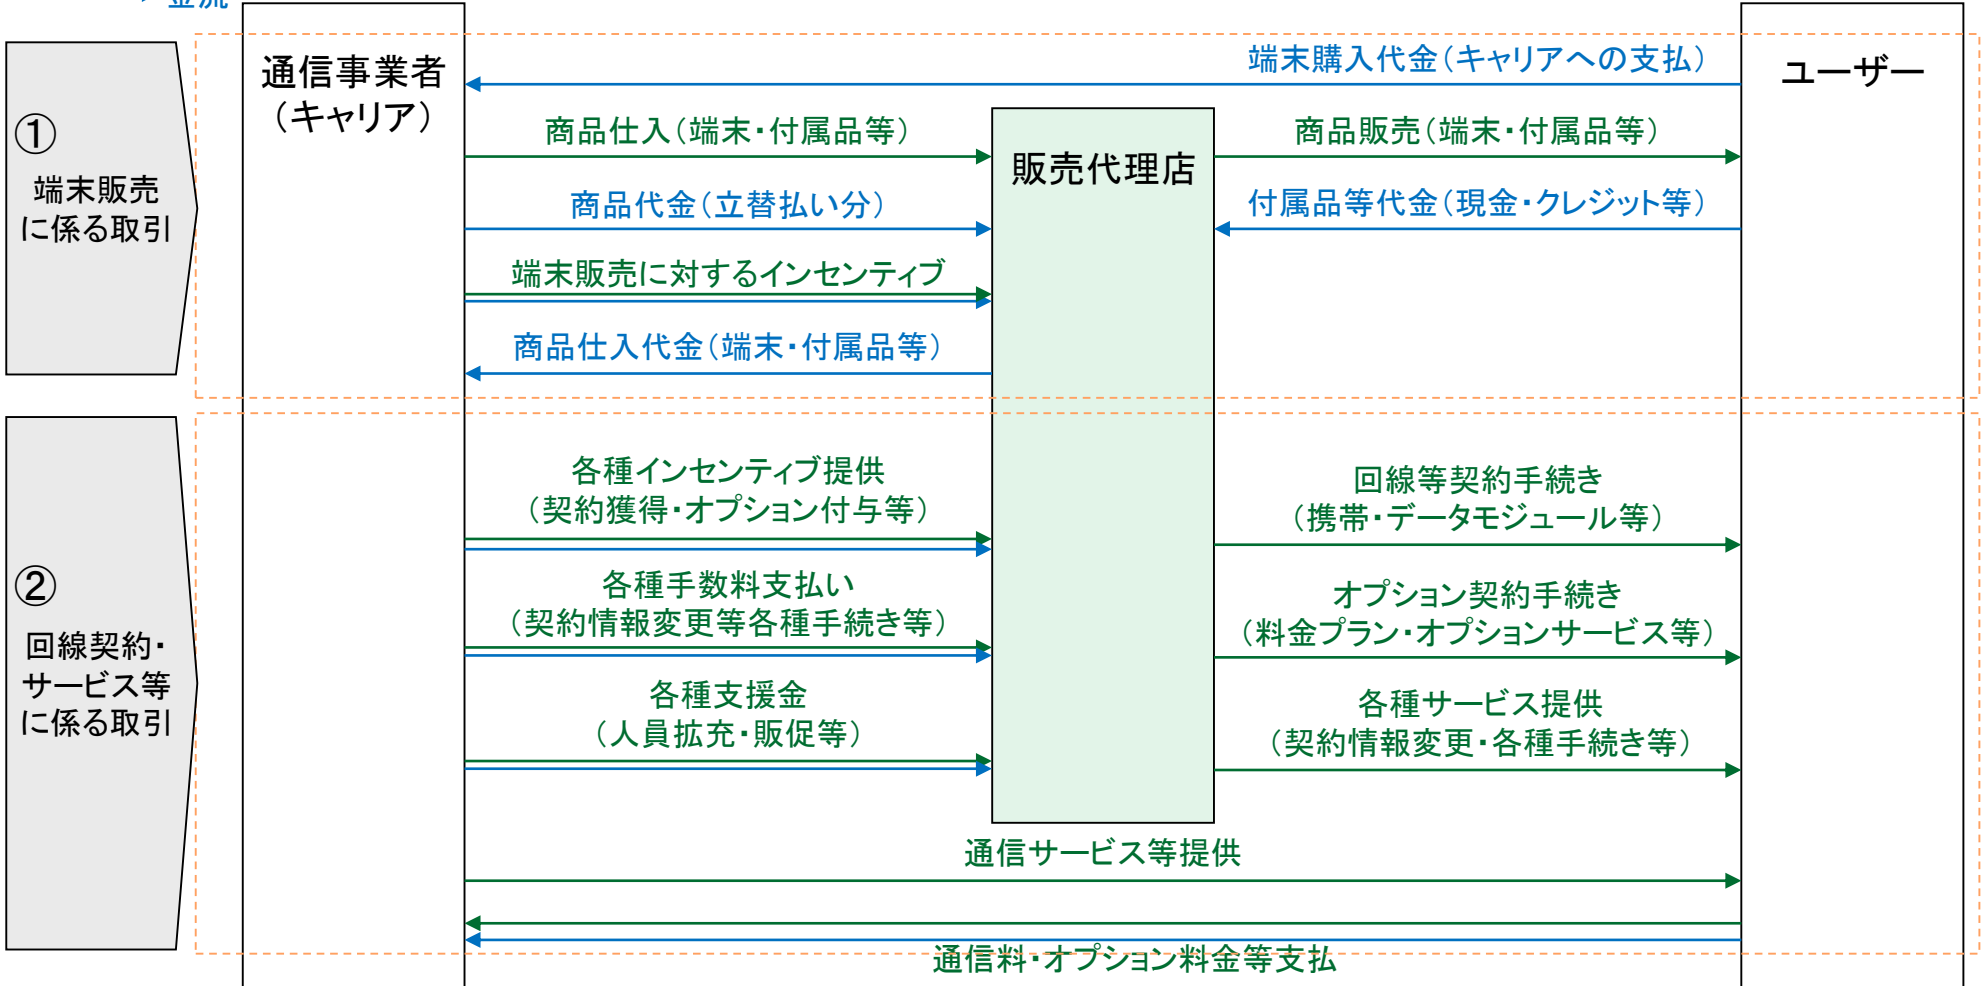 金流
通信事業者
（キャリア）
ユーザー
端末購入代金（キャリアへの支払）
①
端末販売
に係る取引
商品仕入（端末・付属品等）
販売代理店
商品販売（端末・付属品等）
商品代金（立替払い分）
付属品等代金（現金・クレジット等）
端末販売に対するインセンティブ
商品仕入代金（端末・付属品等）
②
回線契約・
サービス等
に係る取引
各種インセンティブ提供
（契約獲得・オプション付与等）
回線等契約手続き
（携帯・データモジュール等）
各種手数料支払い
（契約情報変更等各種手続き等）
オプション契約手続き
（料金プラン・オプションサービス等）
各種支援金
（人員拡充・販促等）
各種サービス提供
（契約情報変更・各種手続き等）
通信サービス等提供
通信料・オプション料金等支払